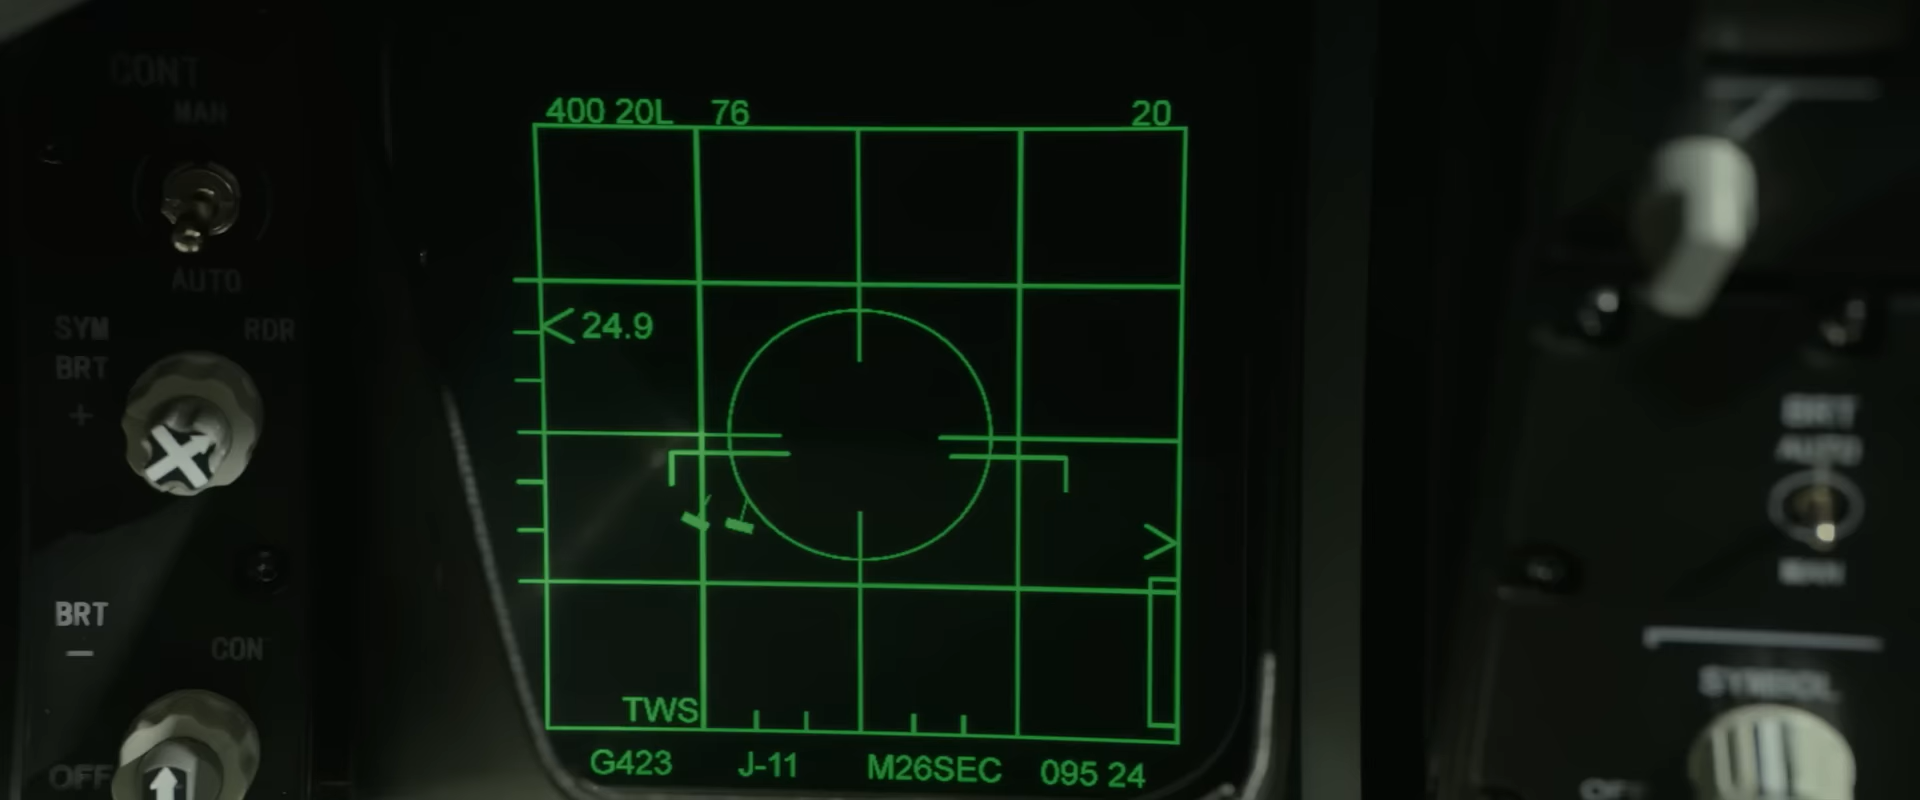 CONT
MAN
AUTO
SYM
BRT
+
RDR
BRT
−
CON
OFF
400 20L 76 20
24.9
TWS
G423 J-11 M26SEC 095 24
BRT
AUTO
MAN
SYMBOL